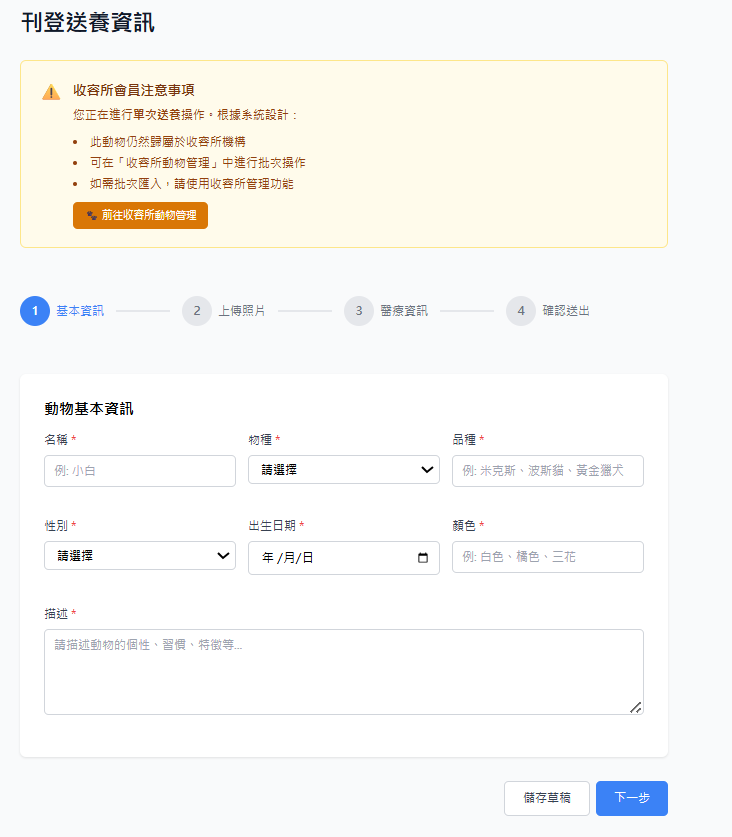 刊登送養資訊
收容所會員注意事項
您正在進行單次送養操作。根據系統設計：
此動物仍然歸屬於收容所機構
可在「收容所動物管理」中進行批次操作
如需批次匯入，請使用收容所管理功能
前往收容所動物管理
1 基本資訊 2 上傳照片 3 醫療資訊 4 確認送出
動物基本資訊
名稱 * 物種 * 品種 *
例: 小白 請選擇 例: 米克斯、波斯貓、黃金獵犬
性別 * 出生日期 * 顏色 *
請選擇 年 /月/日 例: 白色、橘色、三花
描述 *
請描述動物的個性、習慣、特徵等...
儲存草稿 下一步